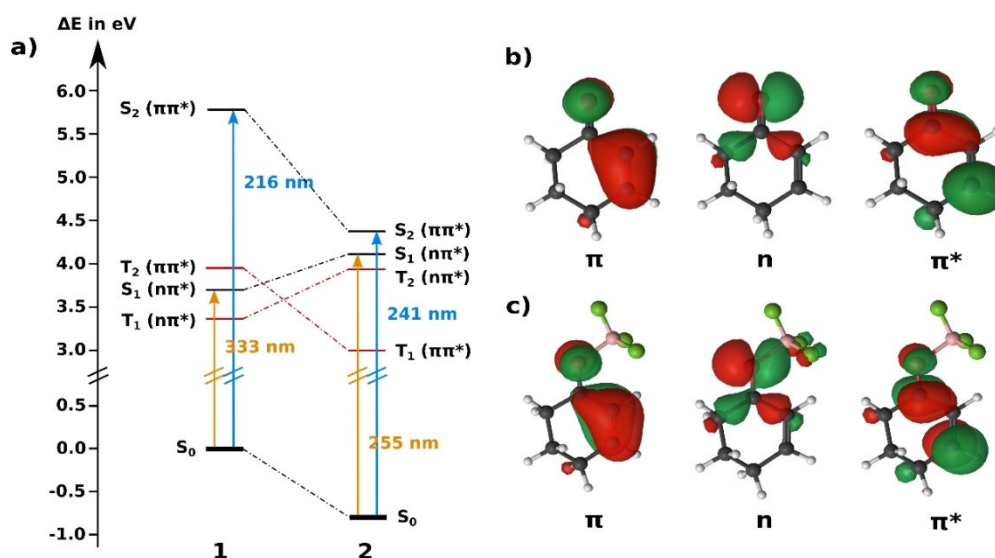 ΔE in eV
a)
6.0
5.5
5.0
4.5
4.0
3.5
3.0
0.5
0.0
-0.5
-1.0
S₂ (ππ*)
T₂ (ππ*)
S₁ (nπ*)
T₁ (nπ*)
S₀
216 nm
333 nm
S₂ (ππ*)
S₁ (nπ*)
T₂ (nπ*)
241 nm
T₁ (ππ*)
255 nm
S₀
1
2
b)
π
n
π*
c)
π
n
π*